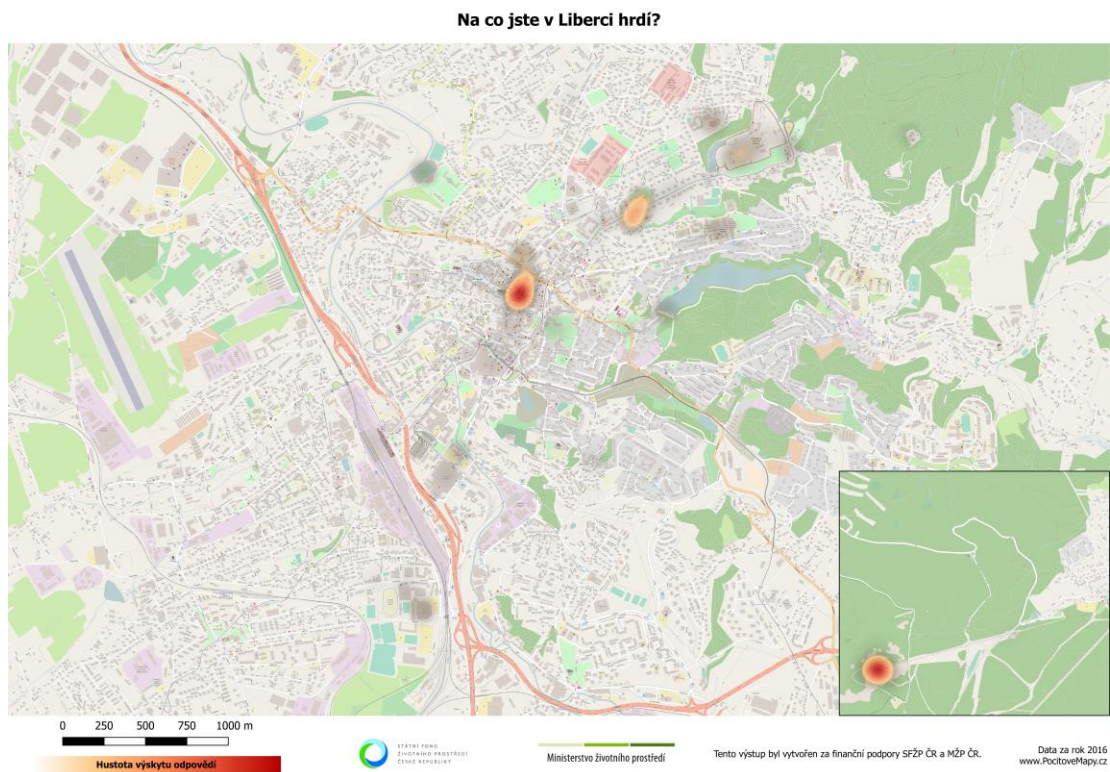 Na co jste v Liberci hrdí?
0 250 500 750 1000 m
Hustota výskytu odpovědí
STÁTNÍ FOND
ŽIVOTNÍHO PROSTŘEDÍ
ČESKÉ REPUBLIKY
Ministerstvo životního prostředí
Tento výstup byl vytvořen za finanční podpory SFŽP ČR a MŽP ČR.
Data za rok 2016
www.PocitoveMapy.cz